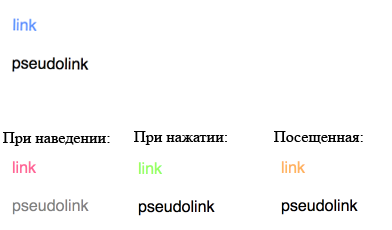 link
pseudolink
При наведении: При нажатии: Посещенная:
link link link
pseudolink pseudolink pseudolink